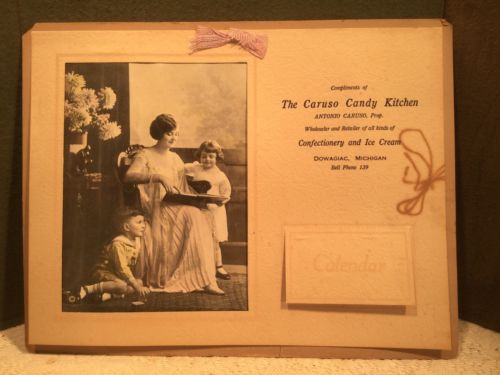 Compliments of
The Caruso Candy Kitchen
ANTONIO CARUSO, Prop.
Wholesaler and Retailer of all kinds of
Confectionery and Ice Cream
DOWAGIAC, MICHIGAN
Bell Phone 139
Calendar